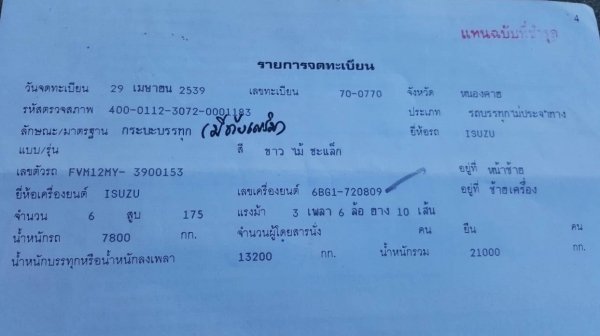 4
แทนฉบับที่ชำรุด
รายการจดทะเบียน
วันจดทะเบียน 29 เมษายน 2539 เลขทะเบียน 70-0770 จังหวัด หนองคาย
รหัสตรวจสภาพ 400-0112-3072-0001183 ประเภท รถบรรทุกไม่ประจำทาง
ลักษณะ/มาตรฐาน กระบะบรรทุก ยี่ห้อรถ ISUZU
แบบ/รุ่น สี ขาว ไม้ ชะแล็ก
เลขตัวรถ FVM12MY- 3900153 อยู่ที่ หน้าซ้าย
ยี่ห้อเครื่องยนต์ ISUZU เลขเครื่องยนต์ 6BG1-720809 อยู่ที่ ซ้ายเครื่อง
จำนวน 6 สูบ 175 แรงม้า 3 เพลา 6 ล้อ ยาง 10 เส้น
น้ำหนักรถ 7800 กก. จำนวนผู้โดยสารนั่ง คน ยืน คน
น้ำหนักบรรทุกหรือน้ำหนักลงเพลา 13200 กก. น้ำหนักรวม 21000 กก.